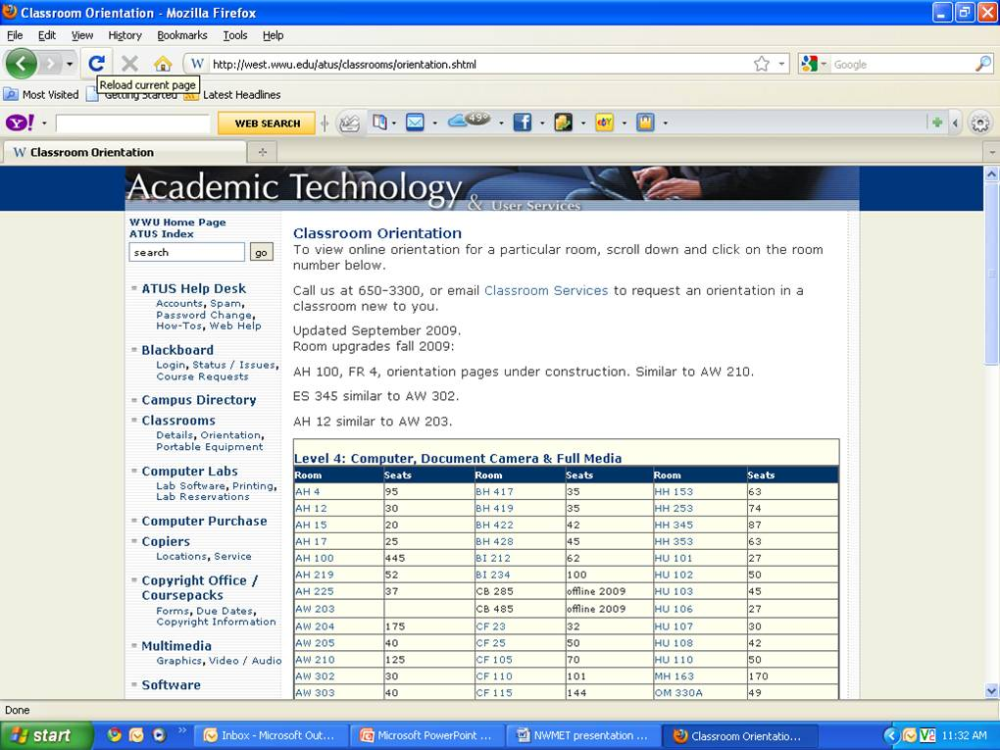 Classroom Orientation - Mozilla Firefox
File Edit View History Bookmarks Tools Help
W http://west.wwu.edu/atus/classrooms/orientation.shtml Google
Reload current page
Most Visited Getting Started Latest Headlines
Y! WEB SEARCH 49°
W Classroom Orientation
Academic Technology
& User Services
WWU Home Page
ATUS Index
search go
ATUS Help Desk
Accounts, Spam,
Password Change,
How-Tos, Web Help
Blackboard
Login, Status / Issues,
Course Requests
Campus Directory
Classrooms
Details, Orientation,
Portable Equipment
Computer Labs
Lab Software, Printing,
Lab Reservations
Computer Purchase
Copiers
Locations, Service
Copyright Office /
Coursepacks
Forms, Due Dates,
Copyright Information
Multimedia
Graphics, Video / Audio
Software
Classroom Orientation
To view online orientation for a particular room, scroll down and click on the room
number below.
Call us at 650-3300, or email Classroom Services to request an orientation in a
classroom new to you.
Updated September 2009.
Room upgrades fall 2009:
AH 100, FR 4, orientation pages under construction. Similar to AW 210.
ES 345 similar to AW 302.
AH 12 similar to AW 203.
Level 4: Computer, Document Camera & Full Media
Room Seats Room Seats Room Seats
AH 4 95 BH 417 35 HH 153 63
AH 12 30 BH 419 35 HH 253 74
AH 15 20 BH 422 42 HH 345 87
AH 17 25 BH 428 45 HH 353 63
AH 100 445 BI 212 62 HU 101 27
AH 219 52 BI 234 100 HU 102 50
AH 225 37 CB 285 offline 2009 HU 103 45
AW 203 CB 485 offline 2009 HU 106 27
AW 204 175 CF 23 32 HU 107 30
AW 205 40 CF 25 50 HU 108 42
AW 210 125 CF 105 70 HU 110 50
AW 302 30 CF 110 101 MH 163 170
AW 303 40 CF 115 144 OM 330A 49
Done
start Inbox - Microsoft Out... Microsoft PowerPoint ... NWMET presentation ... Classroom Orientatio... 11:32 AM